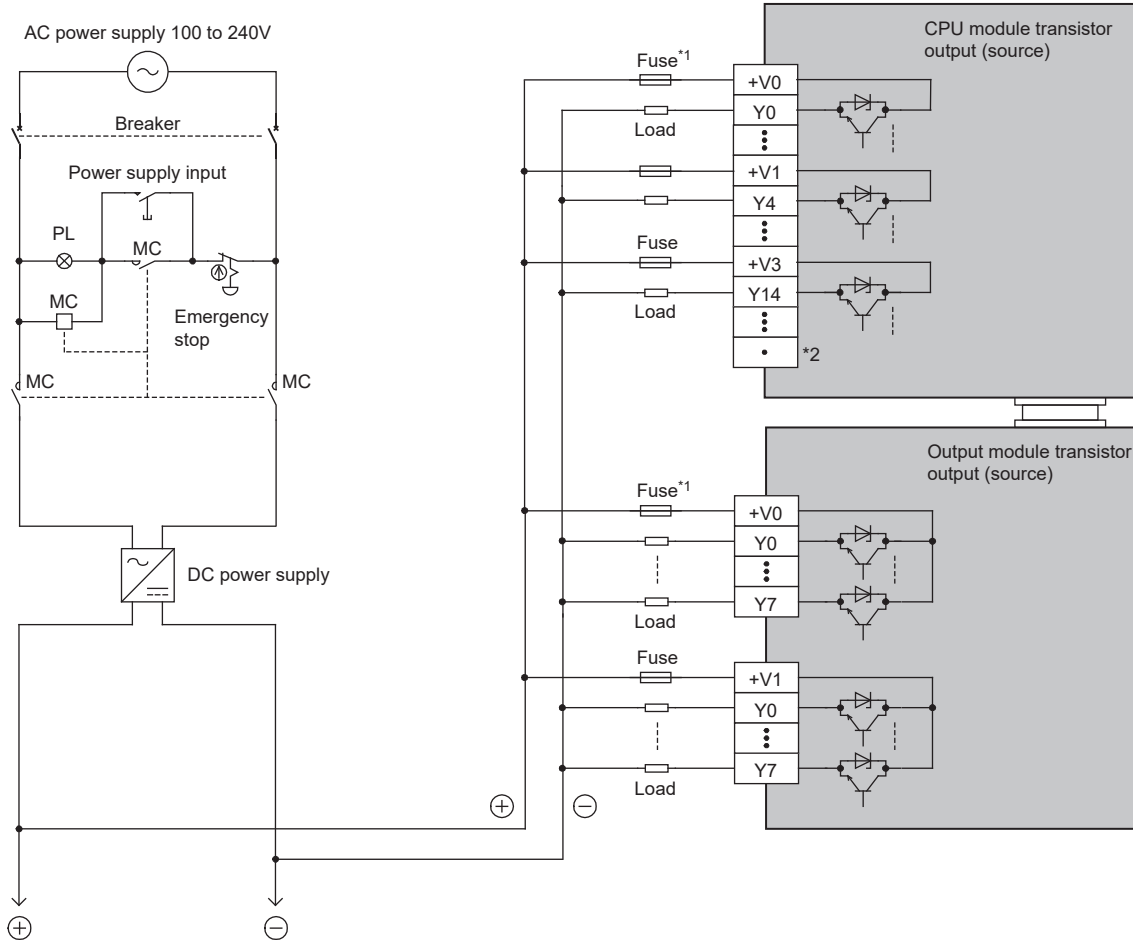 AC power supply 100 to 240V
Breaker
Power supply input
PL
MC
MC
Emergency
stop
MC
MC
DC power supply
+
−
CPU module transistor
output (source)
Fuse*1
+V0
Y0
Load
+V1
Y4
Fuse
+V3
Y14
Load
*2
Output module transistor
output (source)
Fuse*1
+V0
Y0
Y7
Load
Fuse
+V1
Y0
Y7
Load
+
−